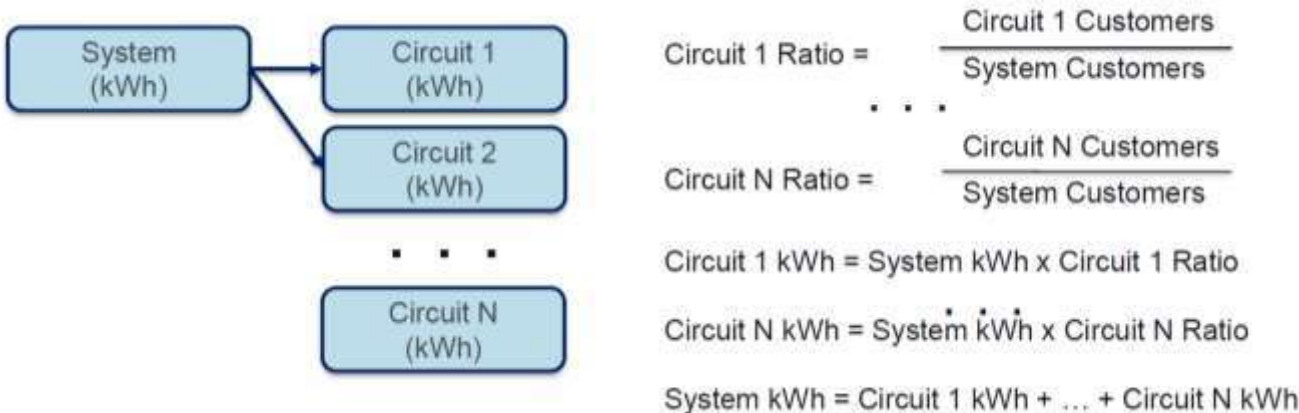 System
(kWh)
Circuit 1
(kWh)
Circuit 2
(kWh)
. . .
Circuit N
(kWh)
Circuit 1 Ratio =
Circuit 1 Customers
System Customers
. . .
Circuit N Ratio =
Circuit N Customers
System Customers
Circuit 1 kWh = System kWh x Circuit 1 Ratio
. . .
Circuit N kWh = System kWh x Circuit N Ratio
System kWh = Circuit 1 kWh + ... + Circuit N kWh